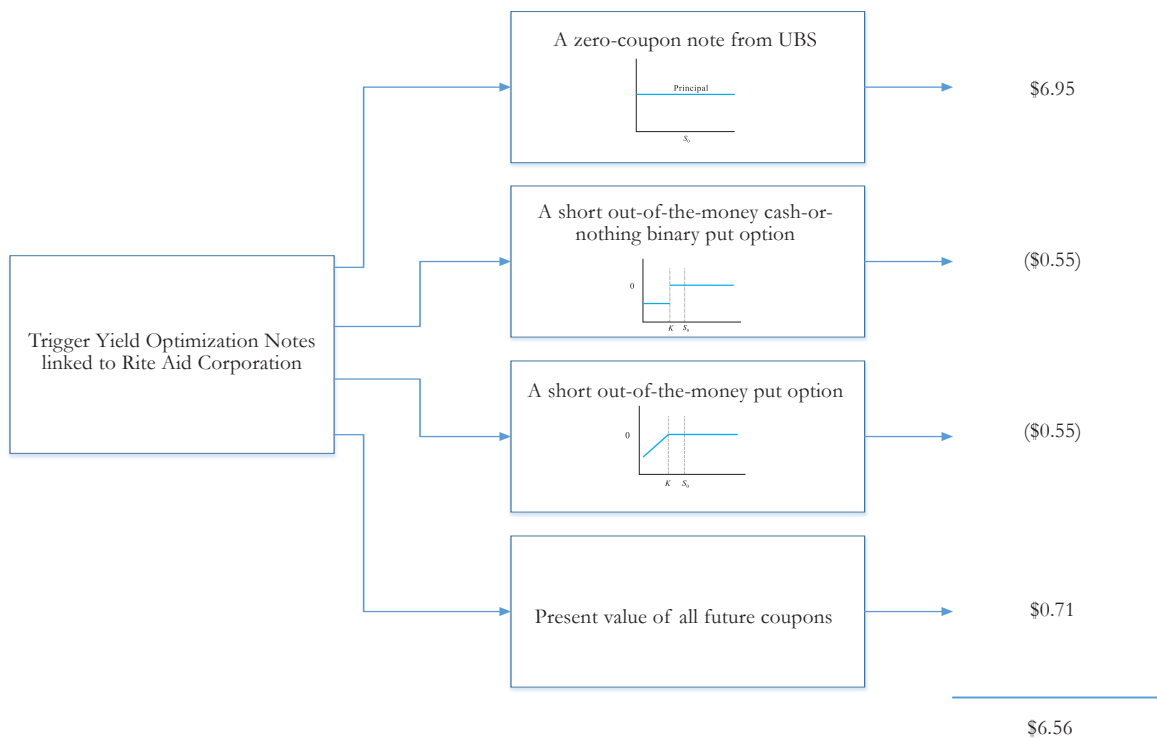 Trigger Yield Optimization Notes
linked to Rite Aid Corporation
A zero-coupon note from UBS
Principal
S₀
$6.95
A short out-of-the-money cash-or-
nothing binary put option
0
K S₀
($0.55)
A short out-of-the-money put option
0
K S₀
($0.55)
Present value of all future coupons
$0.71
$6.56